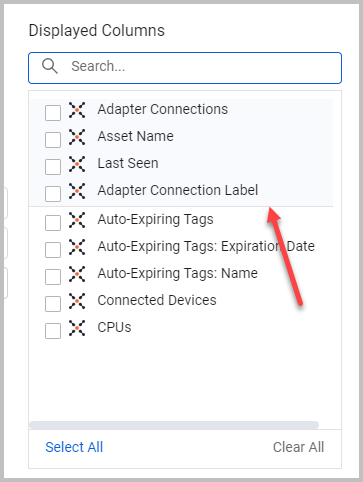 Displayed Columns
Search...
Adapter Connections
Asset Name
Last Seen
Adapter Connection Label
Auto-Expiring Tags
Auto-Expiring Tags: Expiration Date
Auto-Expiring Tags: Name
Connected Devices
CPUs
Select All Clear All